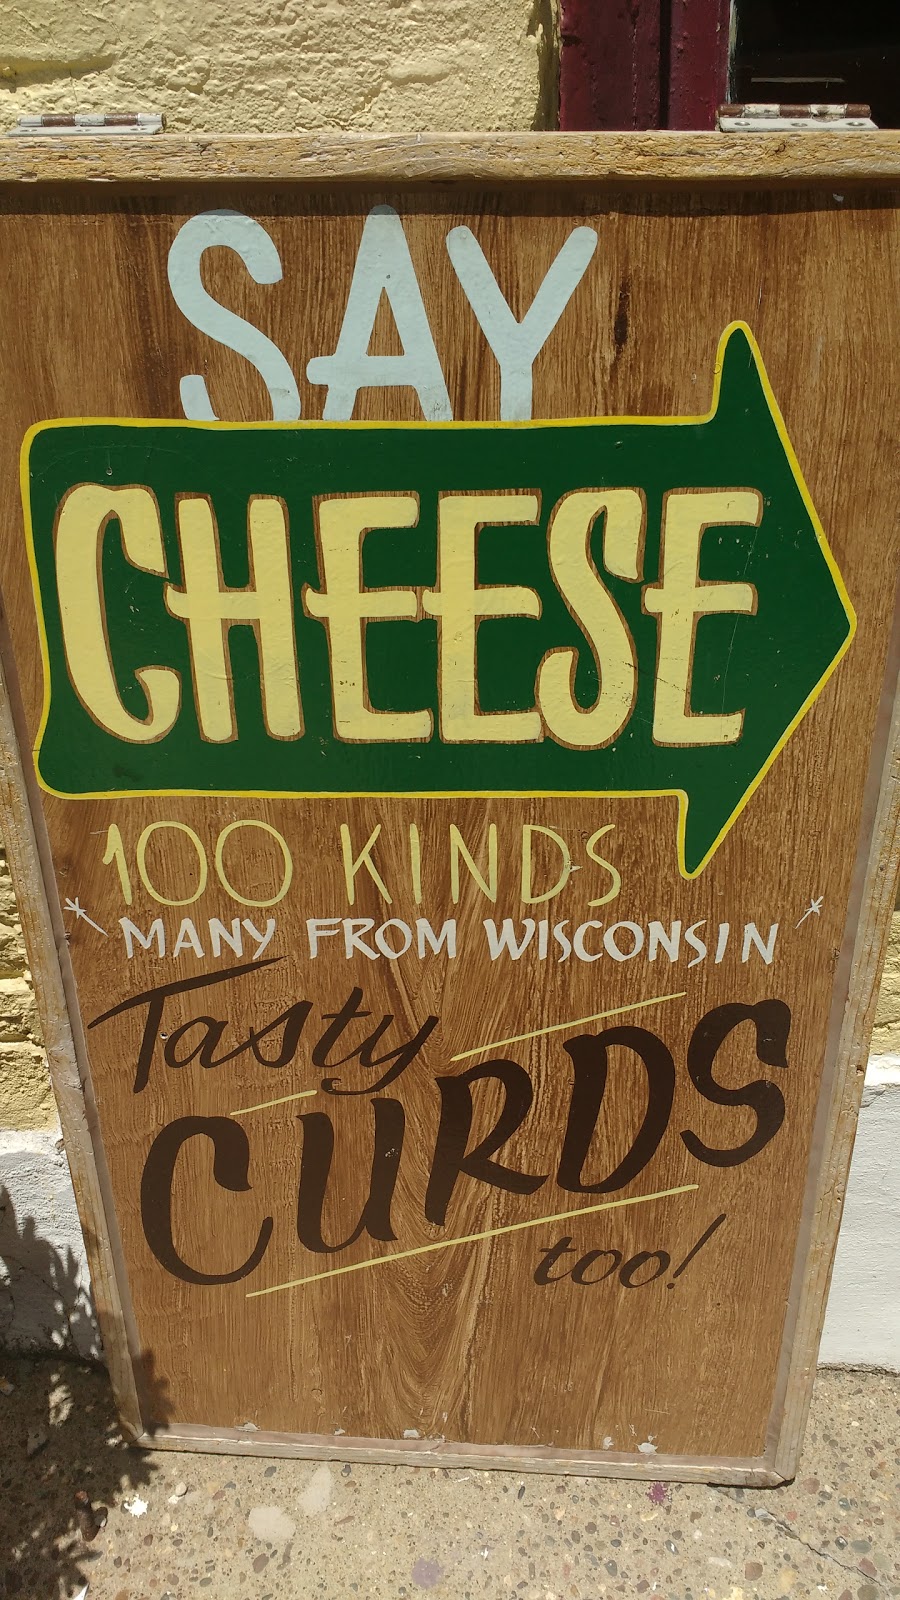 SAY
CHEESE
100 KINDS
MANY FROM WISCONSIN
Tasty
CURDS
too!